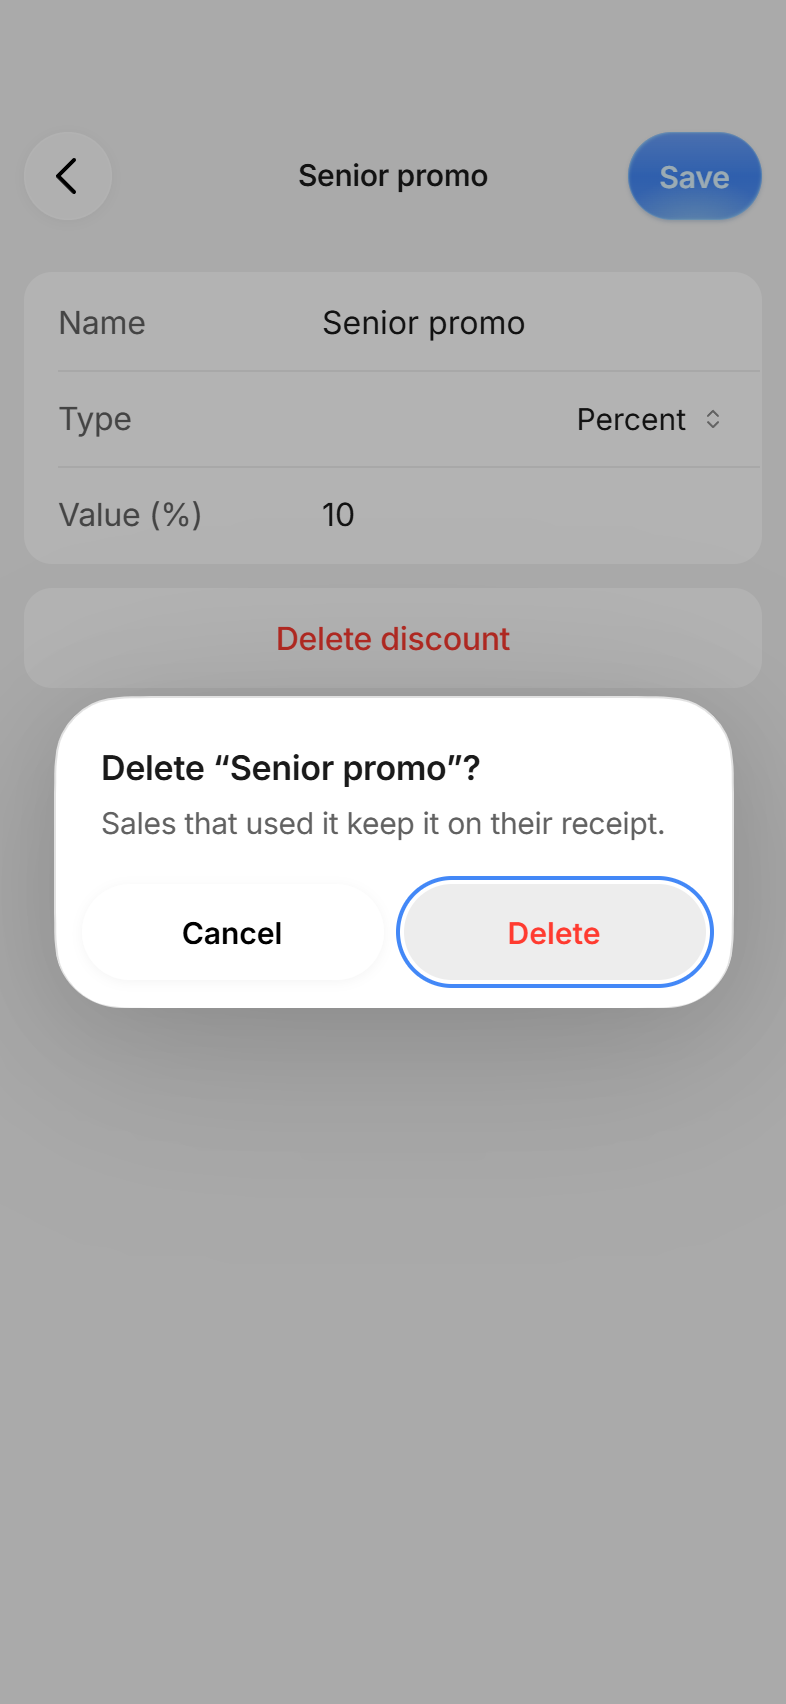 Senior promo
Save
Name
Senior promo
Type
Percent
Value (%)
10
Delete discount
Delete “Senior promo”?
Sales that used it keep it on their receipt.
Cancel
Delete